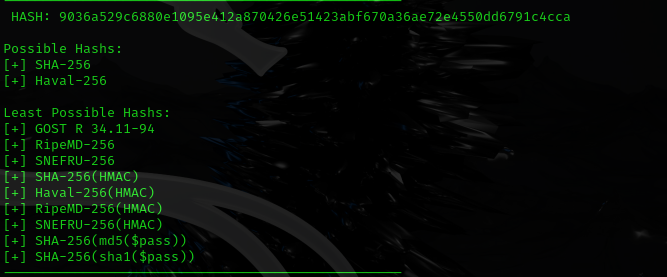 HASH: 9036a529c6880e1095e412a870426e51423abf670a36ae72e4550dd6791c4cca
Possible Hashs:
[+] SHA-256
[+] Haval-256
Least Possible Hashs:
[+] GOST R 34.11-94
[+] RipeMD-256
[+] SNEFRU-256
[+] SHA-256(HMAC)
[+] Haval-256(HMAC)
[+] RipeMD-256(HMAC)
[+] SNEFRU-256(HMAC)
[+] SHA-256(md5($pass))
[+] SHA-256(sha1($pass))